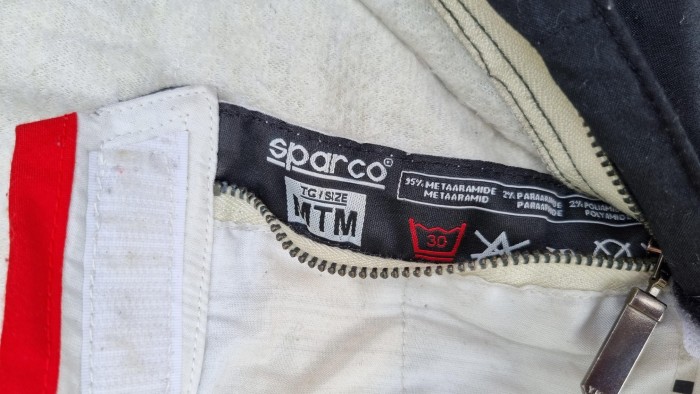 sparco
TG / SIZE
MTM
95% METAARAMIDE 2% PARAARAMIDE
METAARAMID PARAARAMID
30